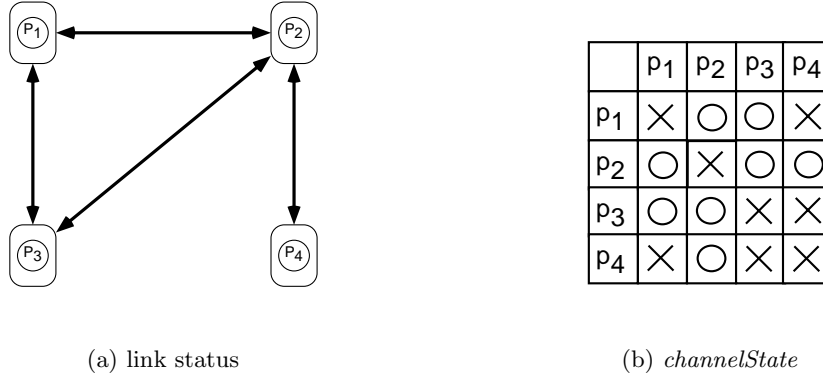 P1 P2
P3 P4
p1 p2 p3 p4
p1 × ○ ○ ×
p2 ○ × ○ ○
p3 ○ ○ × ×
p4 × ○ × ×
(a) link status (b) channelState